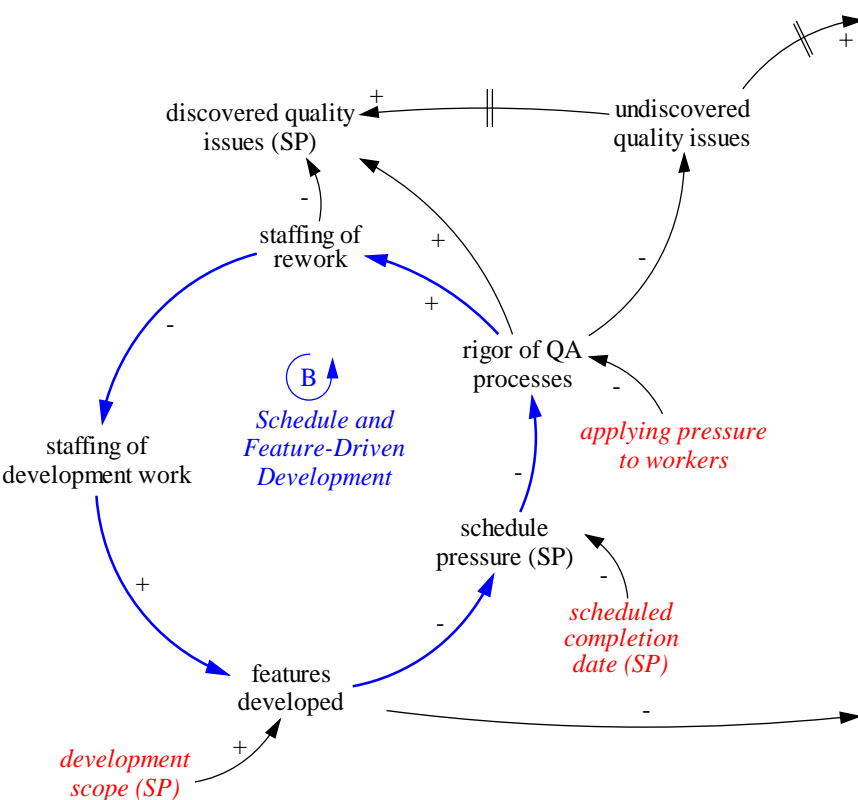 +
+
discovered quality
issues (SP)
undiscovered
quality issues
-
staffing of
rework
+
-
+
-
rigor of QA
processes
B
-
Schedule and
Feature-Driven
Development
applying pressure
to workers
staffing of
development work
-
schedule
pressure (SP)
+
-
scheduled
completion
date (SP)
-
features
developed
-
+
development
scope (SP)